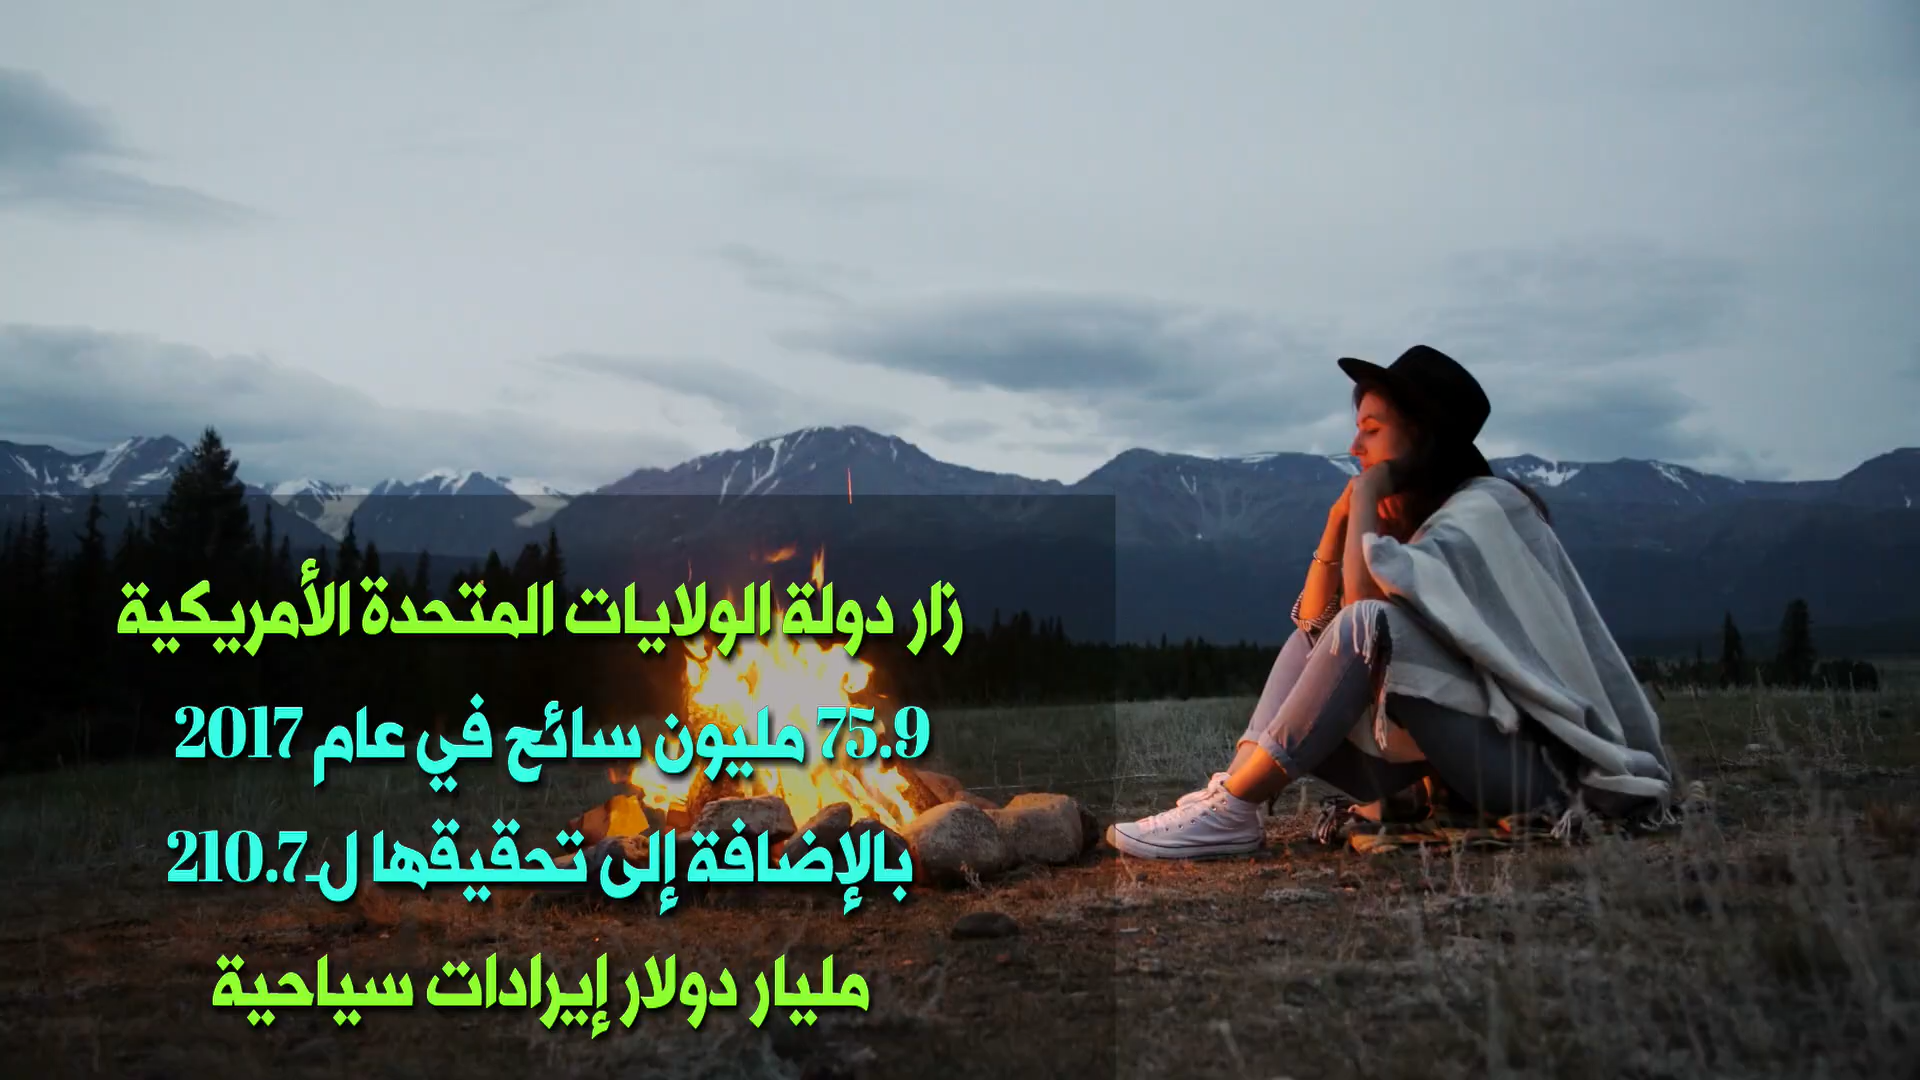 زار دولة الولايات المتحدة الأمريكية
75.9 مليون سائح في عام 2017
بالإضافة إلى تحقيقها لـ210.7
مليار دولار إيرادات سياحية